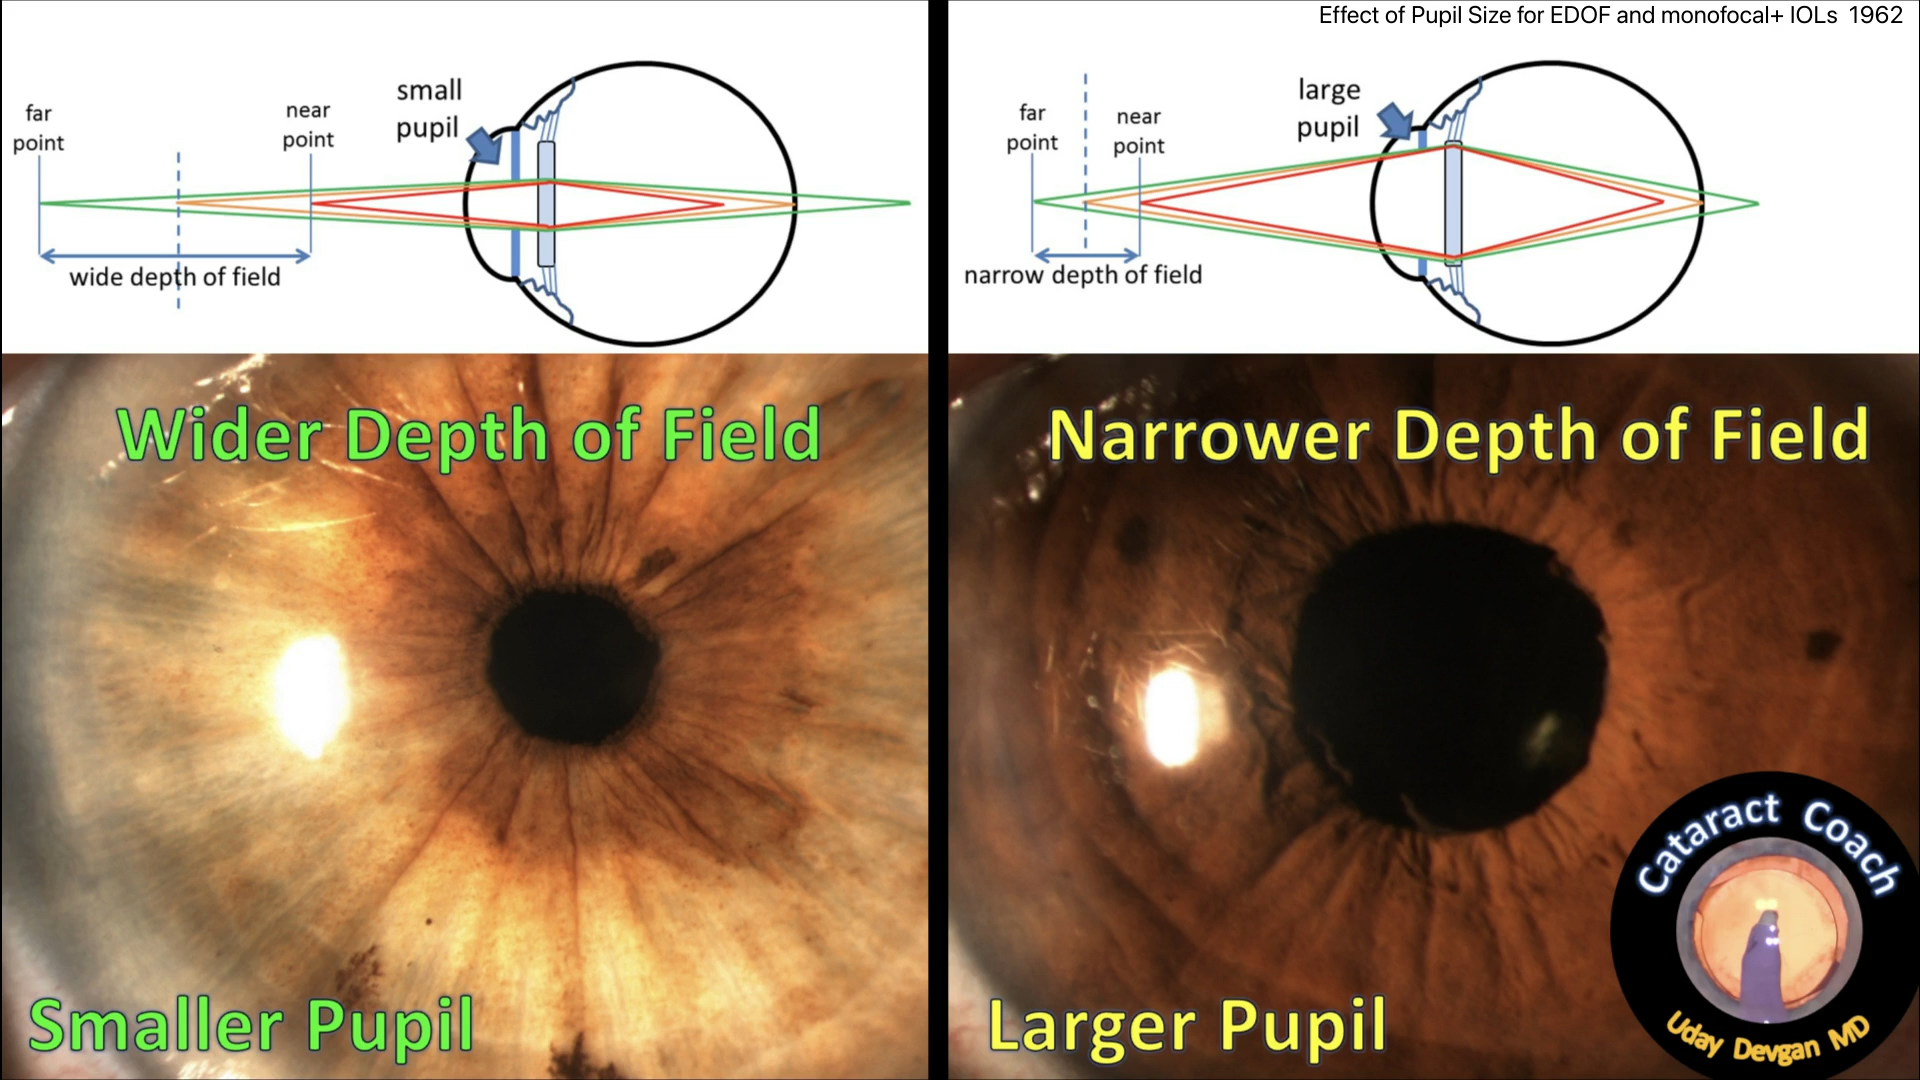 Effect of Pupil Size for EDOF and monofocal+ IOLs 1962
far
point
near
point
small
pupil
wide depth of field
far
point
near
point
large
pupil
narrow depth of field
Wider Depth of Field
Smaller Pupil
Narrower Depth of Field
Larger Pupil
Cataract Coach
Uday Devgan MD